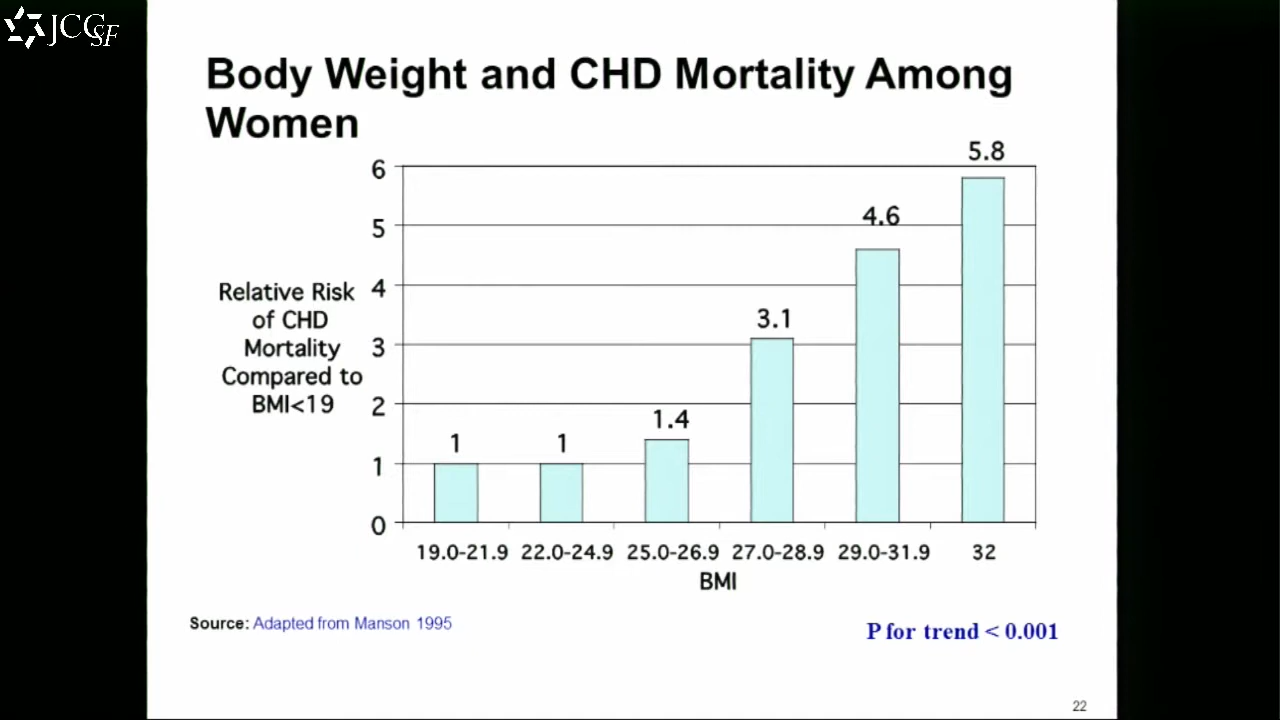 JCCSF
Body Weight and CHD Mortality Among
Women
6
5
4
3
2
1
0
Relative Risk
of CHD
Mortality
Compared to
BMI<19
1
1
1.4
3.1
4.6
5.8
19.0-21.9 22.0-24.9 25.0-26.9 27.0-28.9 29.0-31.9 32
BMI
Source: Adapted from Manson 1995
P for trend < 0.001
22